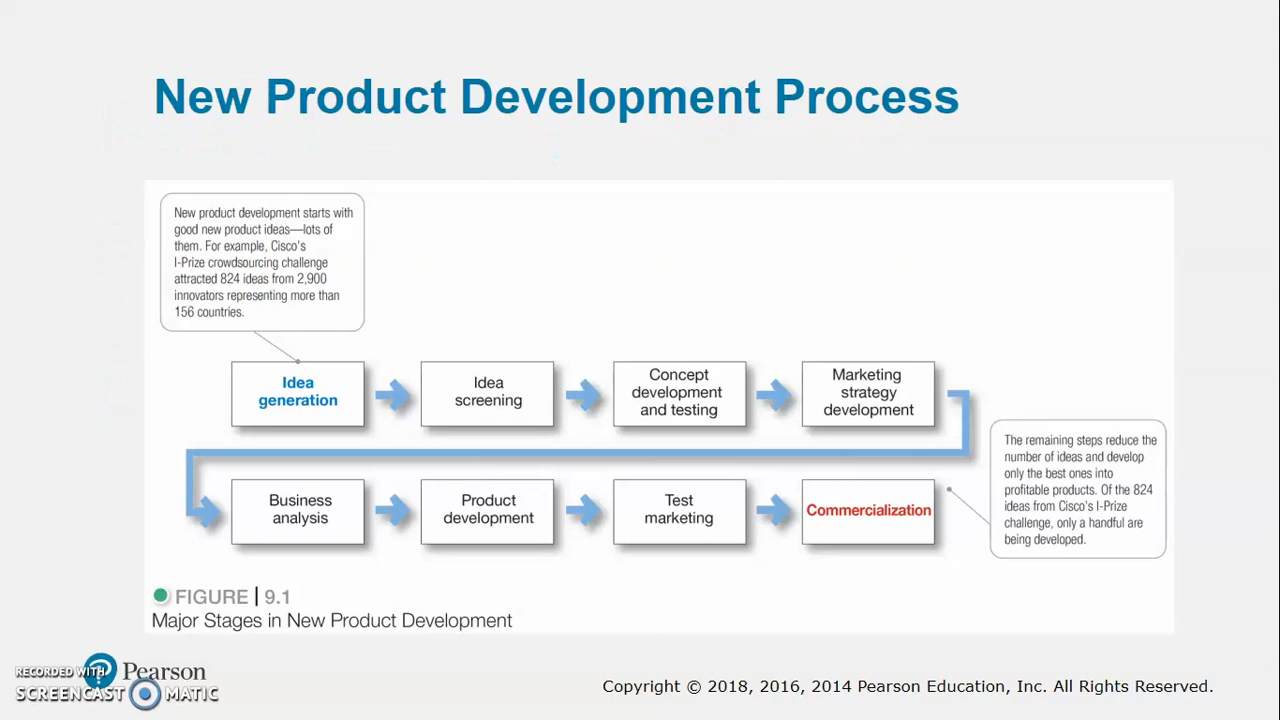 New Product Development Process
New product development starts with
good new product ideas—lots of
them. For example, Cisco's
I-Prize crowdsourcing challenge
attracted 824 ideas from 2,900
innovators representing more than
156 countries.
Idea
generation
Idea
screening
Concept
development
and testing
Marketing
strategy
development
The remaining steps reduce the
number of ideas and develop
only the best ones into
profitable products. Of the 824
ideas from Cisco's I-Prize
challenge, only a handful are
being developed.
Business
analysis
Product
development
Test
marketing
Commercialization
FIGURE | 9.1
Major Stages in New Product Development
Pearson
RECORDED WITH
SCREENCAST MATIC
Copyright © 2018, 2016, 2014 Pearson Education, Inc. All Rights Reserved.